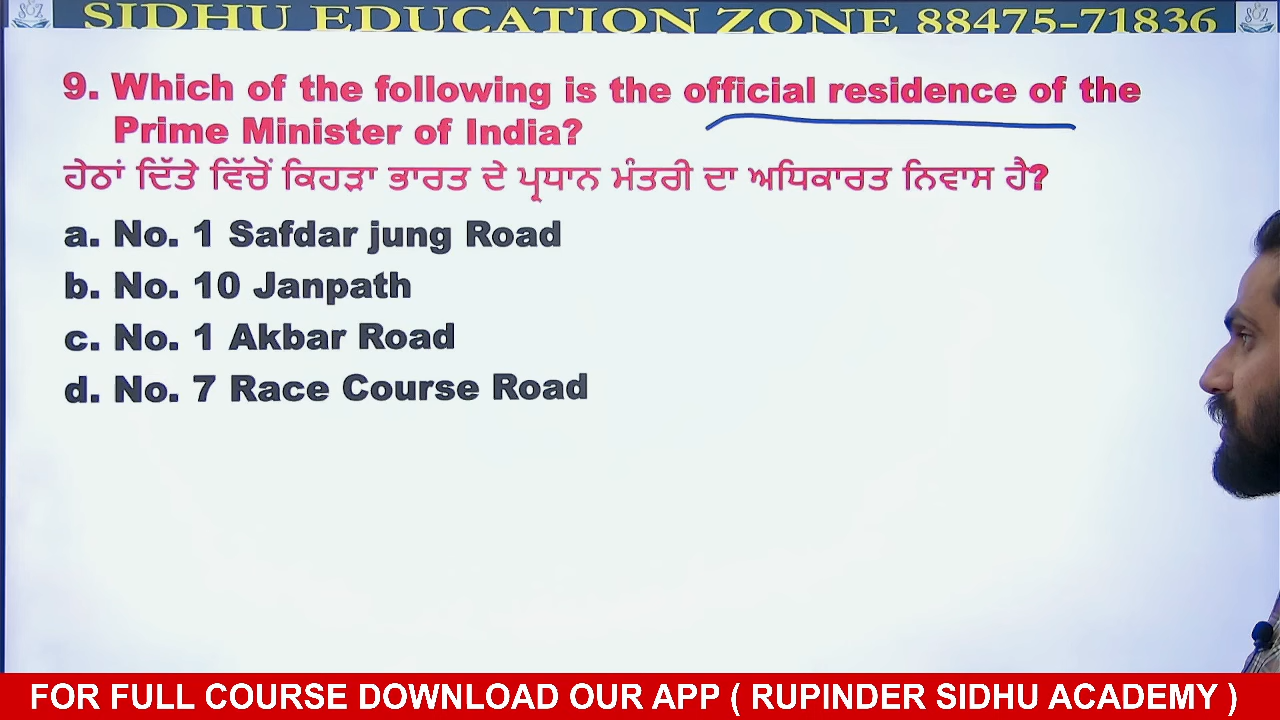 SIDHU EDUCATION ZONE 88475-71836
9. Which of the following is the official residence of the
Prime Minister of India?
ਹੇਠਾਂ ਦਿੱਤੇ ਵਿੱਚੋਂ ਕਿਹੜਾ ਭਾਰਤ ਦੇ ਪ੍ਰਧਾਨ ਮੰਤਰੀ ਦਾ ਅਧਿਕਾਰਤ ਨਿਵਾਸ ਹੈ?
a. No. 1 Safdar jung Road
b. No. 10 Janpath
c. No. 1 Akbar Road
d. No. 7 Race Course Road
FOR FULL COURSE DOWNLOAD OUR APP ( RUPINDER SIDHU ACADEMY )